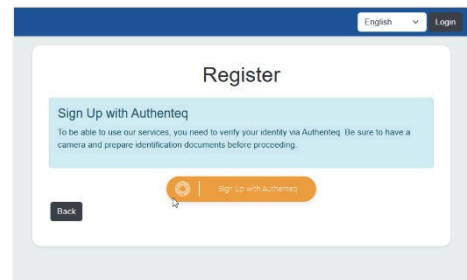 English
Login
Register
Sign Up with Authenteq
To be able to use our services, you need to verify your identity via Authenteq. Be sure to have a
camera and prepare identification documents before proceeding.
Sign Up with Authenteq
Back